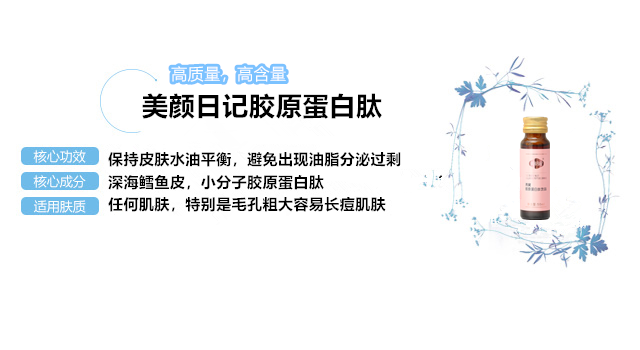 高质量，高含量
美颜日记胶原蛋白肽
核心功效 保持皮肤水油平衡，避免出现油脂分泌过剩
核心成分 深海鳕鱼皮，小分子胶原蛋白肽
适用肤质 任何肌肤，特别是毛孔粗大容易长痘肌肤